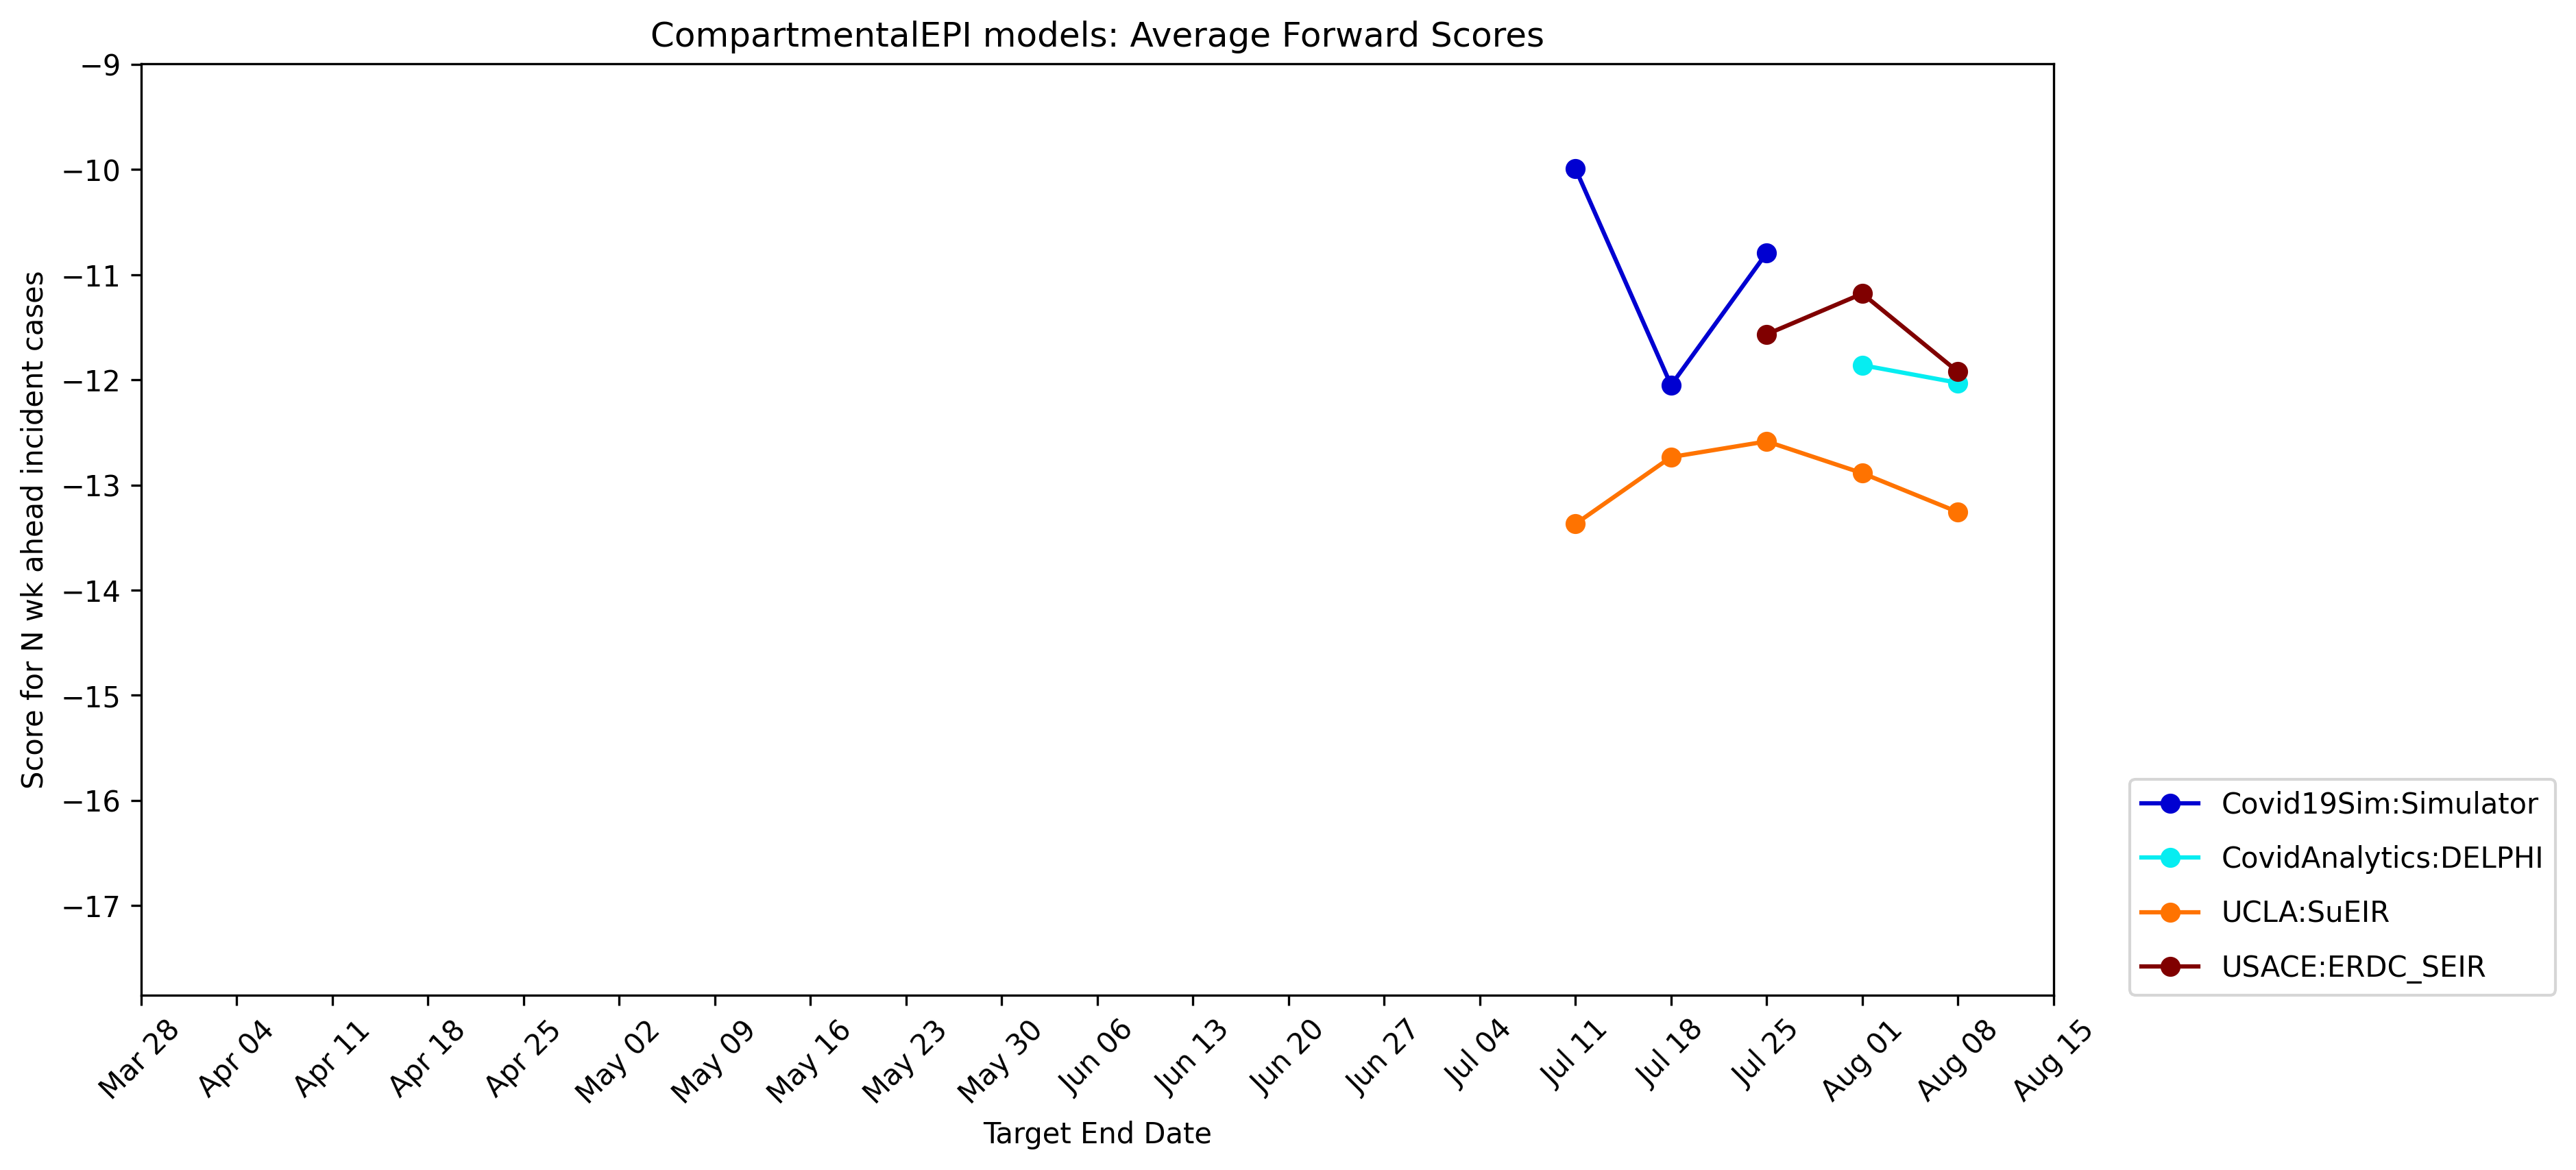 CompartmentalEPI models: Average Forward Scores
Score for N wk ahead incident cases
−9
−10
−11
−12
−13
−14
−15
−16
−17
Mar 28
Apr 04
Apr 11
Apr 18
Apr 25
May 02
May 09
May 16
May 23
May 30
Jun 06
Jun 13
Jun 20
Jun 27
Jul 04
Jul 11
Jul 18
Jul 25
Aug 01
Aug 08
Aug 15
Target End Date
Covid19Sim:Simulator
CovidAnalytics:DELPHI
UCLA:SuEIR
USACE:ERDC_SEIR